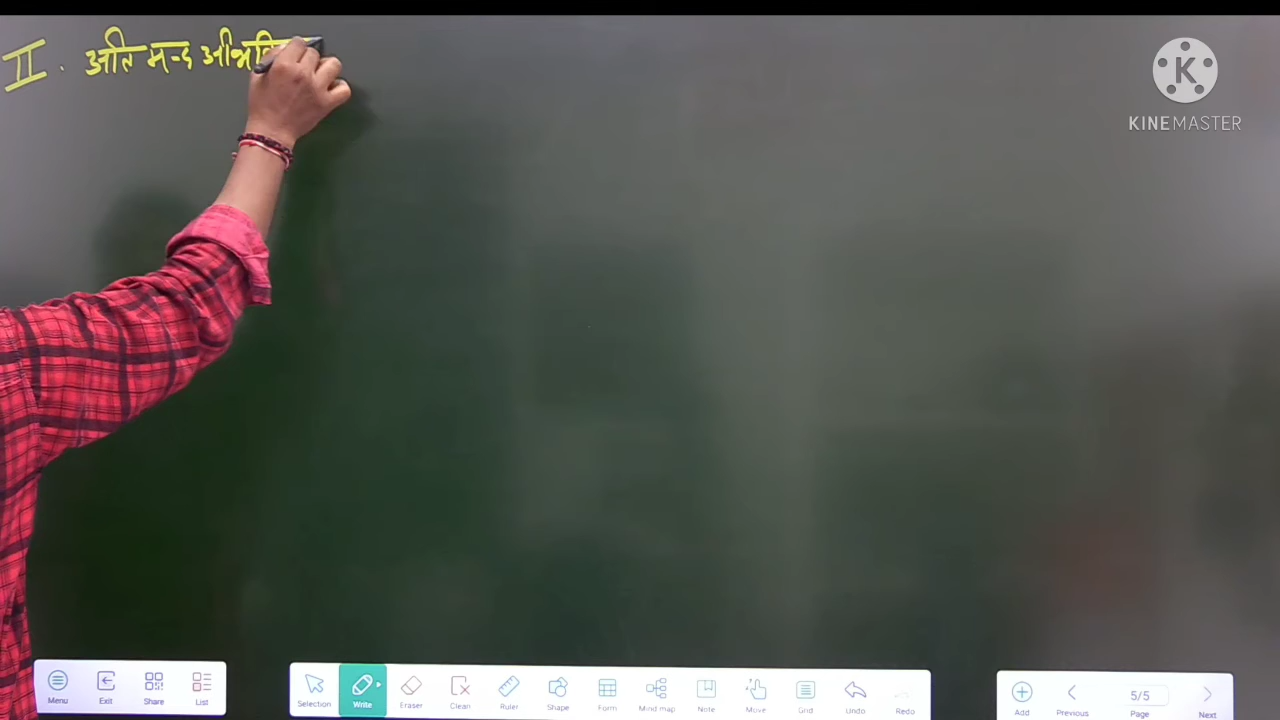 II. अति मन्द
KINEMASTER
Menu Exit Share List Selection Write Eraser Clean Ruler Shape Form Mind map Note Move Grid Undo Redo Add Previous 5/5 Page Next